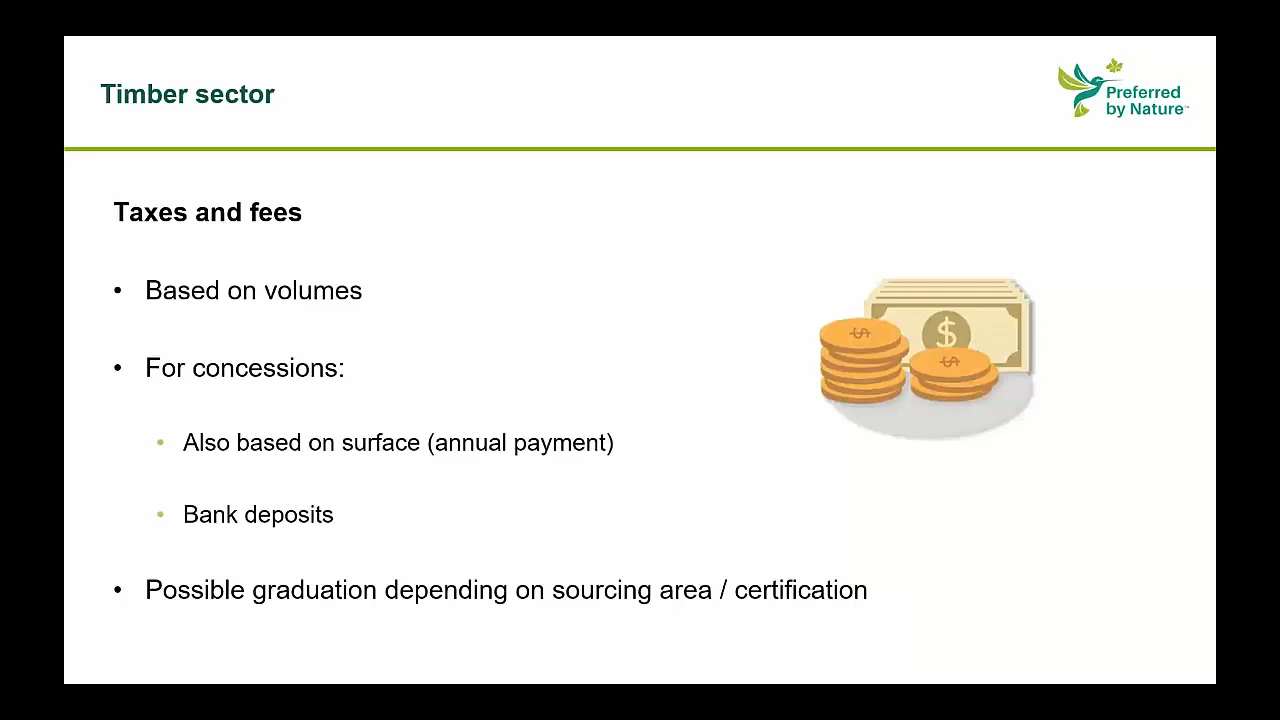 Timber sector
Preferred
by Nature™
Taxes and fees
• Based on volumes
• For concessions:
• Also based on surface (annual payment)
• Bank deposits
• Possible graduation depending on sourcing area / certification
$
$
$